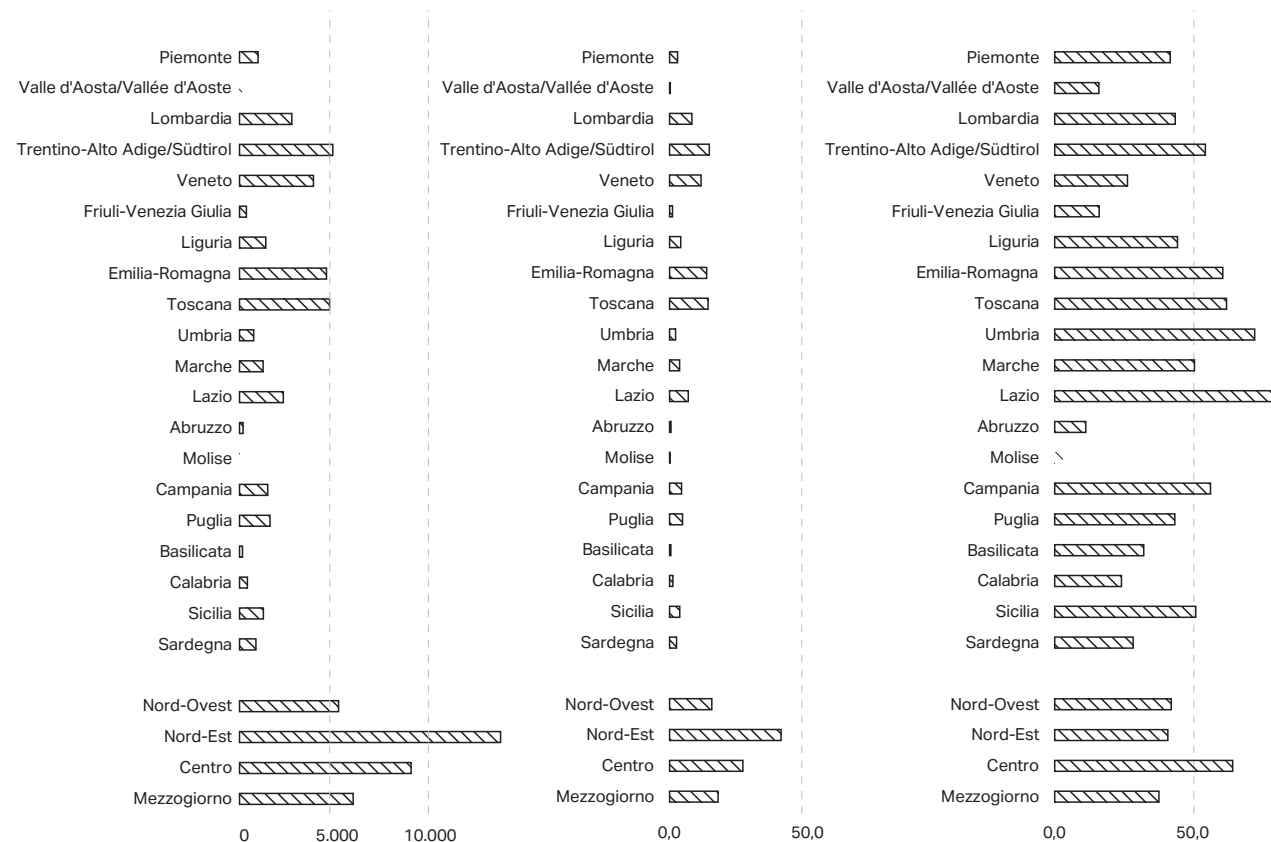 Piemonte Piemonte Piemonte
Valle d'Aosta/Vallée d'Aoste Valle d'Aosta/Vallée d'Aoste Valle d'Aosta/Vallée d'Aoste
Lombardia Lombardia Lombardia
Trentino-Alto Adige/Südtirol Trentino-Alto Adige/Südtirol Trentino-Alto Adige/Südtirol
Veneto Veneto Veneto
Friuli-Venezia Giulia Friuli-Venezia Giulia Friuli-Venezia Giulia
Liguria Liguria Liguria
Emilia-Romagna Emilia-Romagna Emilia-Romagna
Toscana Toscana Toscana
Umbria Umbria Umbria
Marche Marche Marche
Lazio Lazio Lazio
Abruzzo Abruzzo Abruzzo
Molise Molise Molise
Campania Campania Campania
Puglia Puglia Puglia
Basilicata Basilicata Basilicata
Calabria Calabria Calabria
Sicilia Sicilia Sicilia
Sardegna Sardegna Sardegna
Nord-Ovest Nord-Ovest Nord-Ovest
Nord-Est Nord-Est Nord-Est
Centro Centro Centro
Mezzogiorno Mezzogiorno Mezzogiorno
0 5.000 10.000 0,0 50,0 0,0 50,0